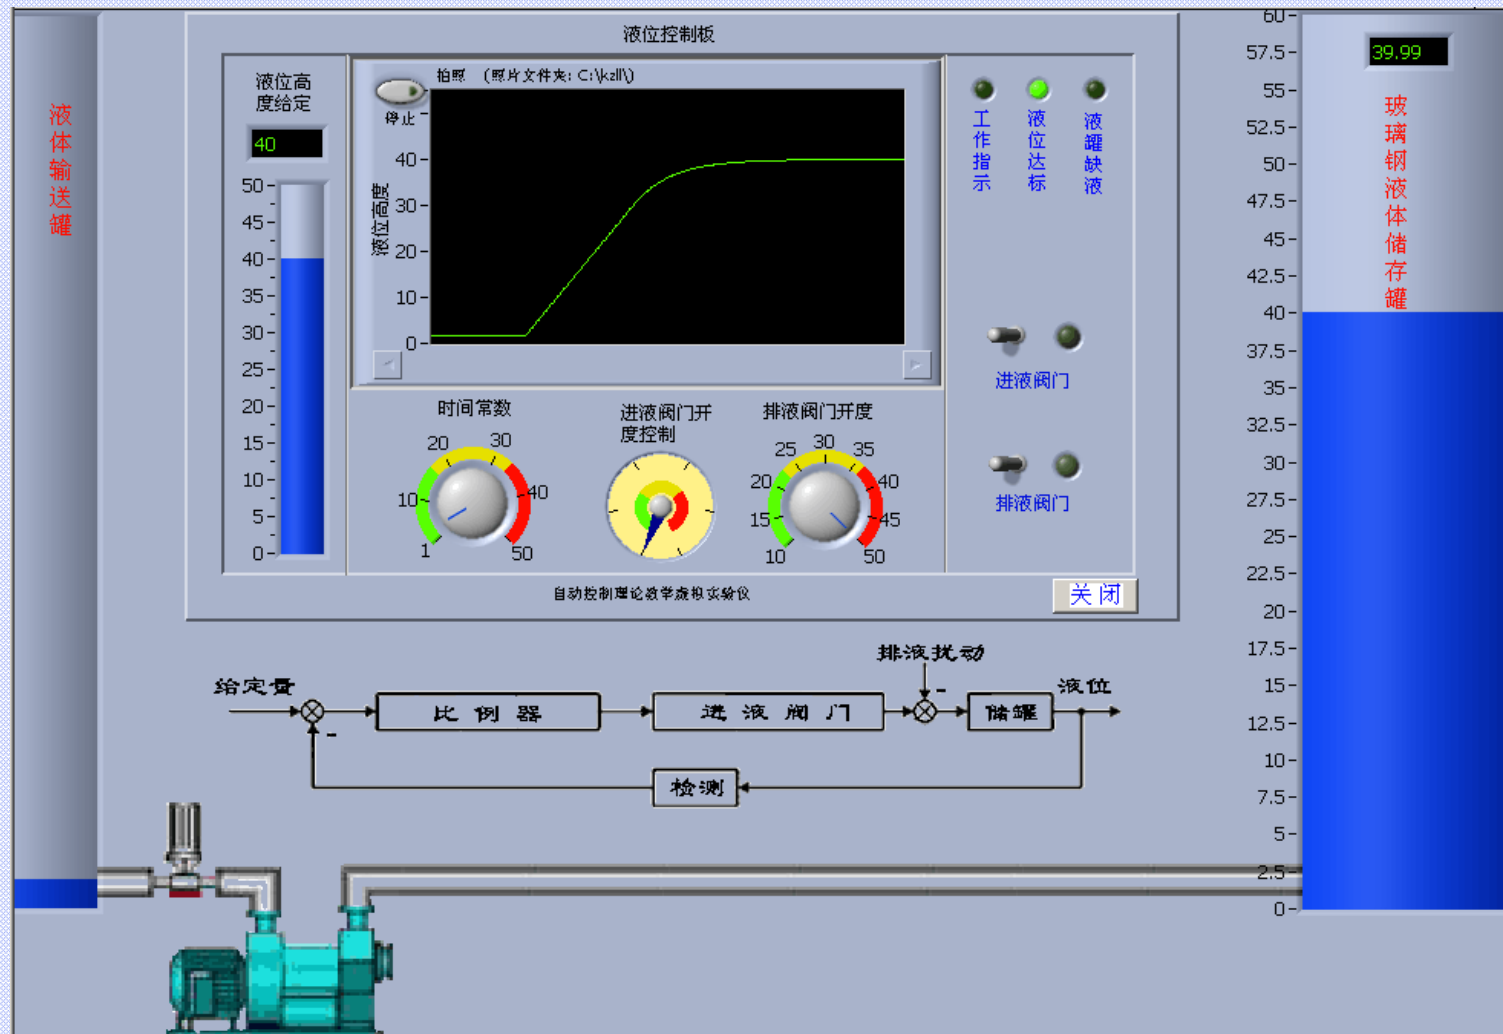 液位控制板
液体输送罐
液位高
度给定
40
50
45
40
35
30
25
20
15
10
5
0
拍照 (照片文件夹: C:\kzll\)
停止
液位高度
40
30
20
10
0
工作指示
液位达标
液罐缺液
进液阀门
排液阀门
时间常数
1
10
20
30
40
50
进液阀门开
度控制
排液阀门开度
10
15
20
25
30
35
40
45
50
自动控制理论教学虚拟实验仪
关闭
39.99
玻璃钢液体储存罐
60
57.5
55
52.5
50
47.5
45
42.5
40
37.5
35
32.5
30
27.5
25
22.5
20
17.5
15
12.5
10
7.5
5
2.5
0
排液扰动
给定量
-
比例器
进液阀门
-
储罐
液位
检测